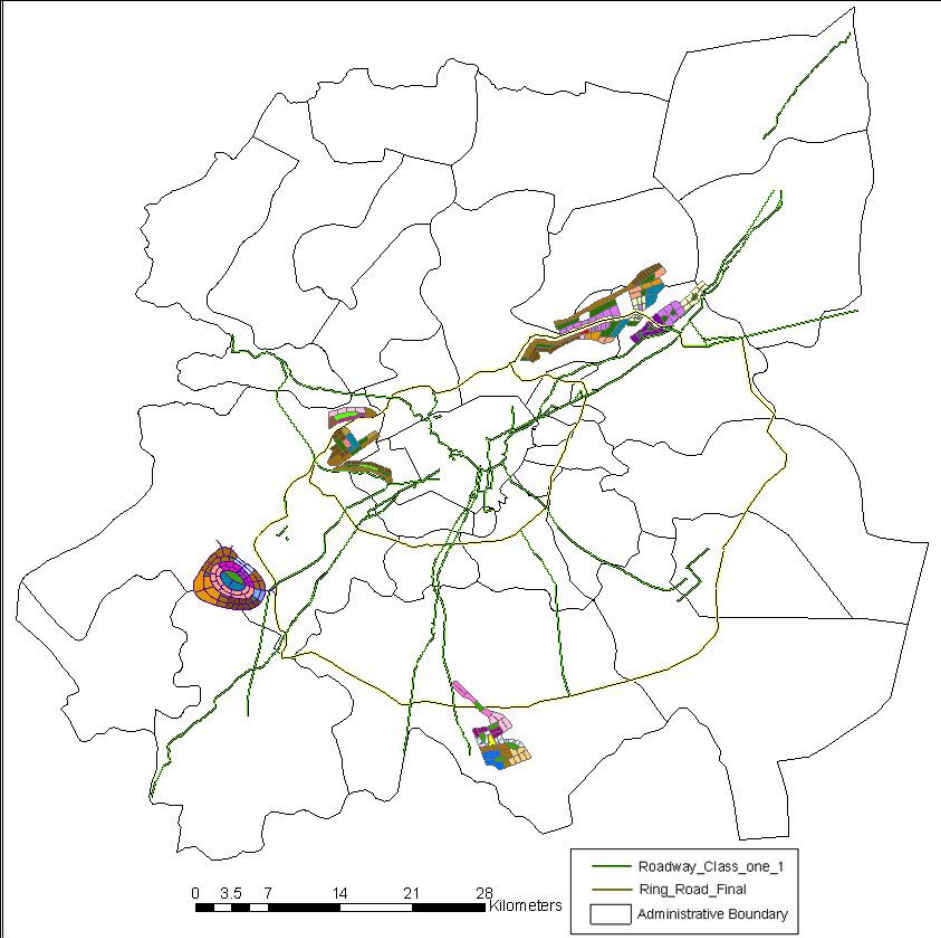 0 3.5 7 14 21 28
Kilometers
Roadway_Class_one_1
Ring_Road_Final
Administrative Boundary